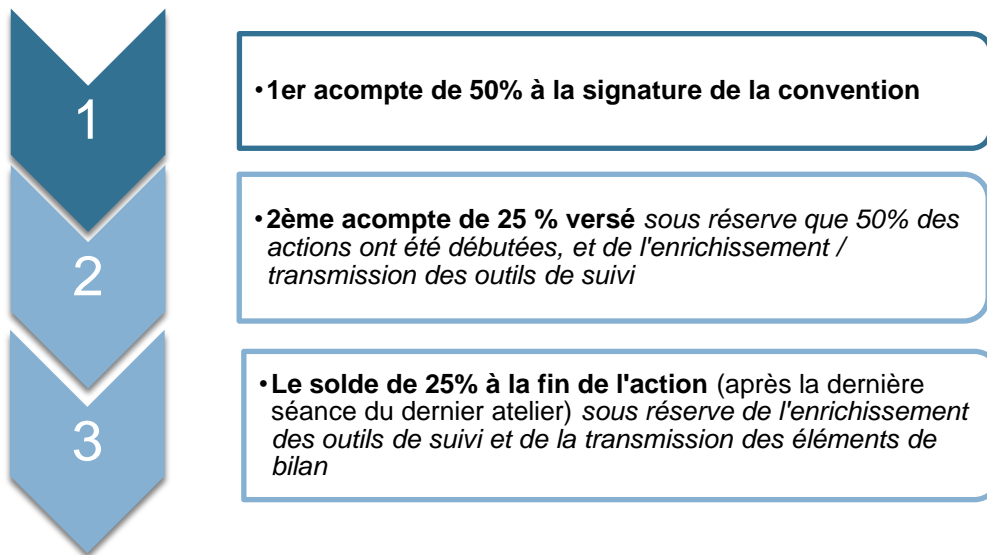 1
•1er acompte de 50% à la signature de la convention
2
•2ème acompte de 25 % versé sous réserve que 50% des
actions ont été débutées, et de l'enrichissement /
transmission des outils de suivi
3
•Le solde de 25% à la fin de l'action (après la dernière
séance du dernier atelier) sous réserve de l'enrichissement
des outils de suivi et de la transmission des éléments de
bilan